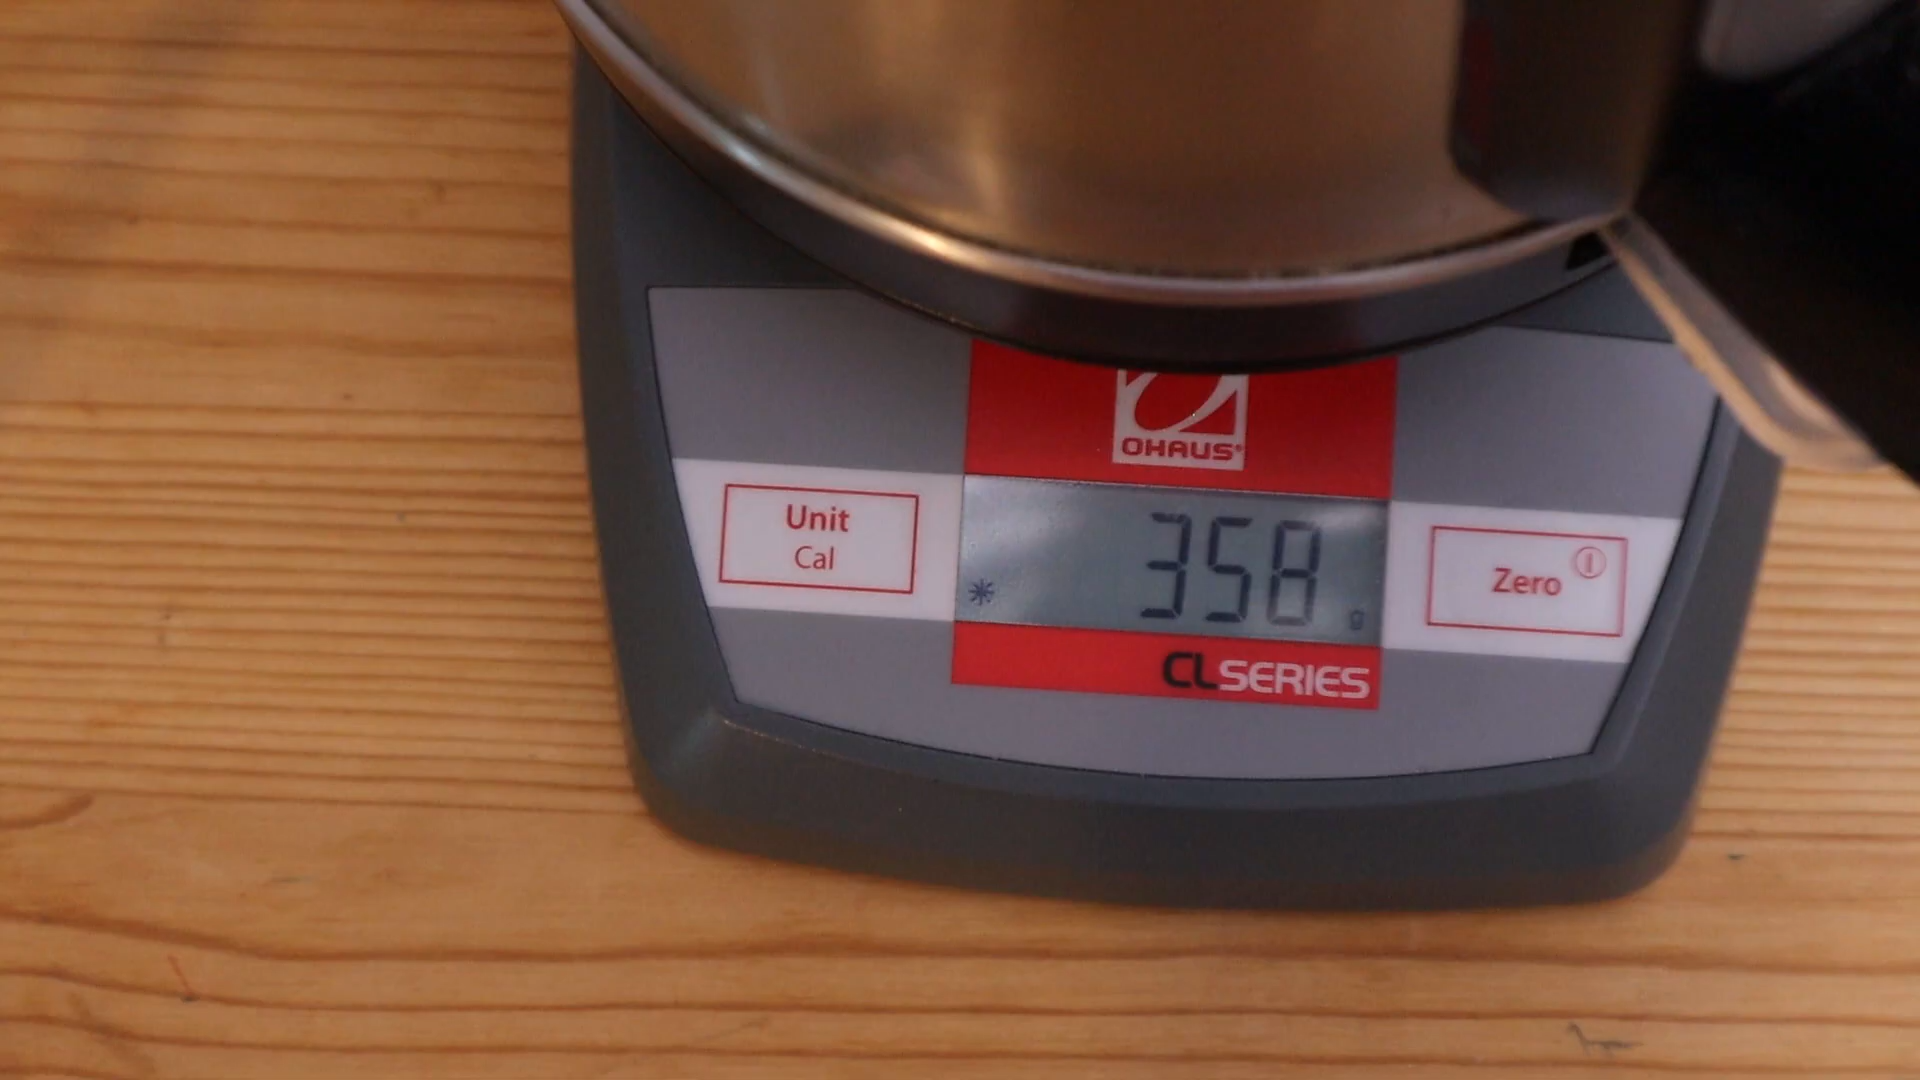 OHAUS®
Unit
Cal
* 358 g
Zero
CLSERIES